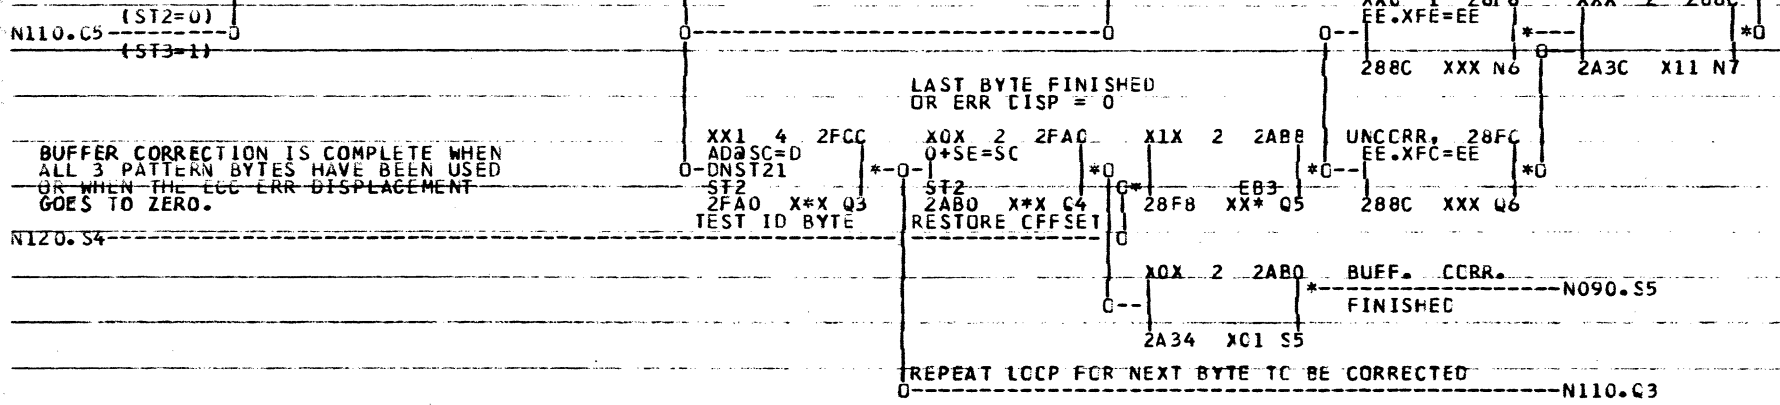 (ST2=0)
N110.C5
(ST3=1)
EE.XFE=EE
288C XXX N6
2A3C X11 N7
LAST BYTE FINISHED
OR ERR DISP = 0
BUFFER CORRECTION IS COMPLETE WHEN
ALL 3 PATTERN BYTES HAVE BEEN USED
OR WHEN THE ECC ERR DISPLACEMENT
GOES TO ZERO.
XX1 4 2FCC
AD@SC=D
DNST21
ST2
2FA0 X*X Q3
TEST ID BYTE
X0X 2 2FA0
0+SE=SC
ST2
2AB0 X*X Q4
RESTORE OFFSET
X1X 2 2AB8
EB3
28F8 XX* Q5
UNCORR, 28FC
EE.XFC=EE
288C XXX Q6
N120.S4
X0X 2 2AB0
2A34 X01 S5
BUFF. CORR.
FINISHED
N090.S5
REPEAT LOOP FOR NEXT BYTE TO BE CORRECTED
N110.Q3